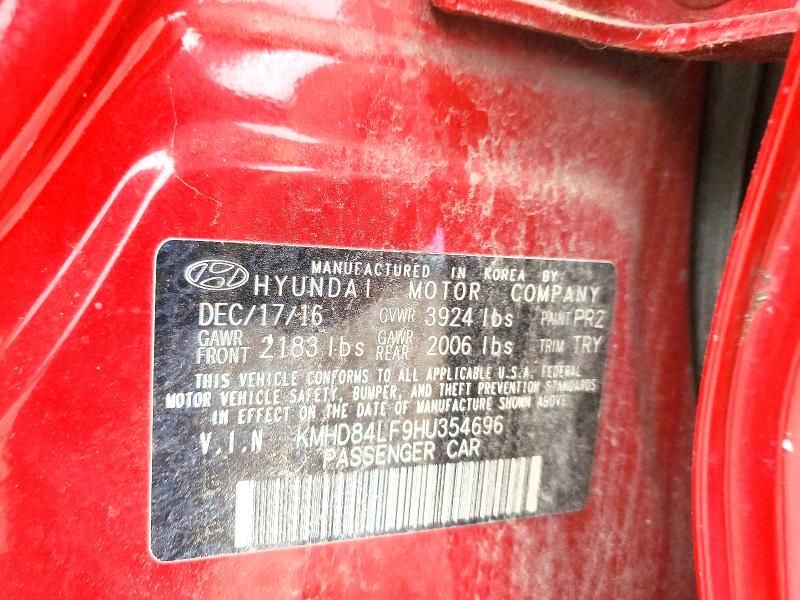 MANUFACTURED IN KOREA BY:
HYUNDAI MOTOR COMPANY
DEC/17/16 GVWR 3924 lbs PAINT PR2
GAWR FRONT 2183 lbs GAWR REAR 2006 lbs TRIM TRY
THIS VEHICLE CONFORMS TO ALL APPLICABLE U.S.A. FEDERAL
MOTOR VEHICLE SAFETY, BUMPER, AND THEFT PREVENTION STANDARDS
IN EFFECT ON THE DATE OF MANUFACTURE SHOWN ABOVE
V.I.N KMHD84LF9HU354696
PASSENGER CAR